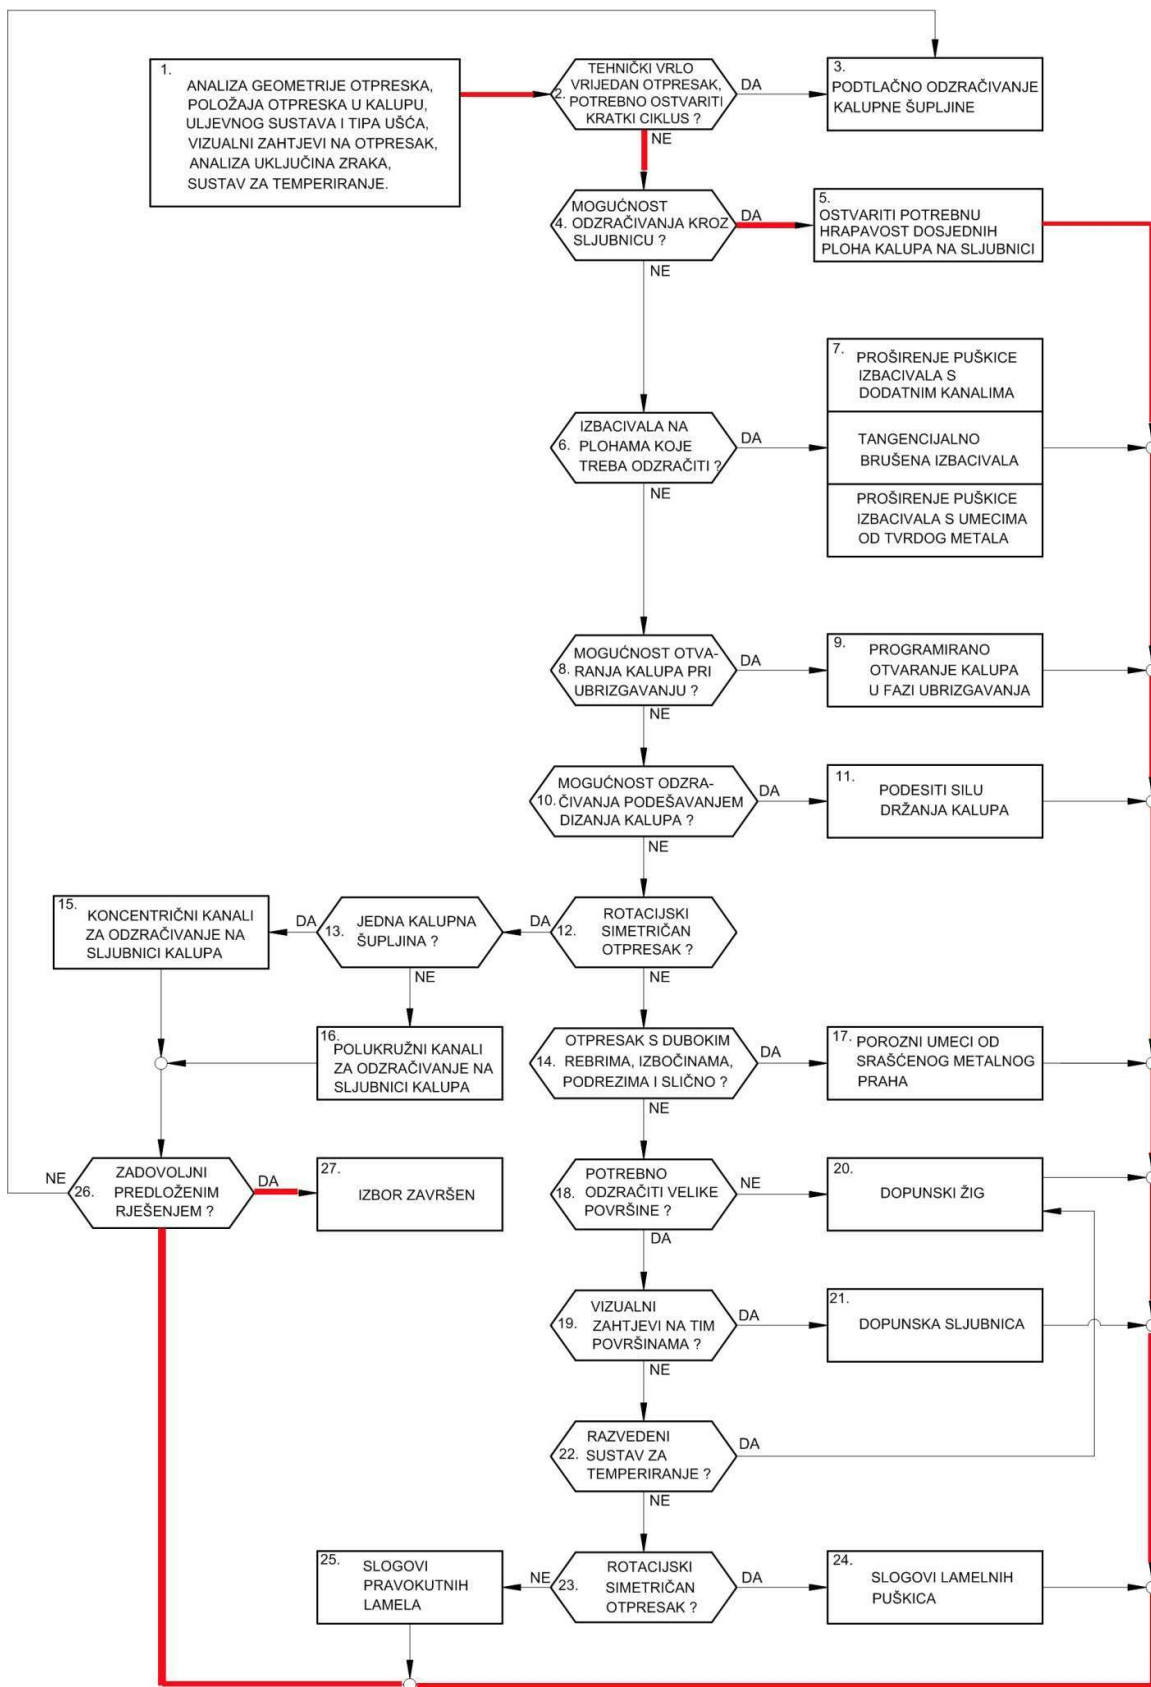 1.
ANALIZA GEOMETRIJE OTPRESKA,
POLOŽAJA OTPRESKA U KALUPU,
ULJEVNOG SUSTAVA I TIPA UŠĆA,
VIZUALNI ZAHTJEVI NA OTPRESAK,
ANALIZA UKLJUČINA ZRAKA,
SUSTAV ZA TEMPERIRANJE.
TEHNIČKI VRLO
VRIJEDAN OTPRESAK,
2. POTREBNO OSTVARITI
KRATKI CIKLUS ?
DA
NE
3.
PODTLAČNO ODZRAČIVANJE
KALUPNE ŠUPLJINE
MOGUĆNOST
4. ODZRAČIVANJA KROZ
SLJUBNICU ?
DA
NE
5.
OSTVARITI POTREBNU
HRAPAVOST DOSJEDNIH
PLOHA KALUPA NA SLJUBNICI
IZBACIVALA NA
6. PLOHAMA KOJE
TREBA ODZRAČITI ?
DA
NE
7.
PROŠIRENJE PUŠKICE
IZBACIVALA S
DODATNIM KANALIMA
TANGENCIJALNO
BRUŠENA IZBACIVALA
PROŠIRENJE PUŠKICE
IZBACIVALA S UMECIMA
OD TVRDOG METALA
MOGUĆNOST OTVA-
8. RANJA KALUPA PRI
UBRIZGAVANJU ?
DA
NE
9.
PROGRAMIRANO
OTVARANJE KALUPA
U FAZI UBRIZGAVANJA
MOGUĆNOST ODZRA-
10. ČIVANJA PODEŠAVANJEM
DIZANJA KALUPA ?
DA
NE
11.
PODESITI SILU
DRŽANJA KALUPA
ROTACIJSKI
12. SIMETRIČAN
OTPRESAK ?
DA
NE
JEDNA KALUPNA
13. ŠUPLJINA ?
DA
NE
15.
KONCENTRIČNI KANALI
ZA ODZRAČIVANJE NA
SLJUBNICI KALUPA
16.
POLUKRUŽNI KANALI
ZA ODZRAČIVANJE NA
SLJUBNICI KALUPA
OTPRESAK S DUBOKIM
14. REBRIMA, IZBOČINAMA,
PODREZIMA I SLIČNO ?
DA
NE
17.
POROZNI UMECI OD
SRAŠĆENOG METALNOG
PRAHA
ZADOVOLJNI
26. PREDLOŽENIM
RJEŠENJEM ?
NE
DA
27.
IZBOR ZAVRŠEN
POTREBNO
18. ODZRAČITI VELIKE
POVRŠINE ?
NE
DA
20.
DOPUNSKI ŽIG
VIZUALNI
19. ZAHTJEVI NA TIM
POVRŠINAMA ?
DA
NE
21.
DOPUNSKA SLJUBNICA
RAZVEDENI
22. SUSTAV ZA
TEMPERIRANJE ?
DA
NE
ROTACIJSKI
23. SIMETRIČAN
OTPRESAK ?
NE
DA
25.
SLOGOVI
PRAVOKUTNIH
LAMELA
24.
SLOGOVI LAMELNIH
PUŠKICA